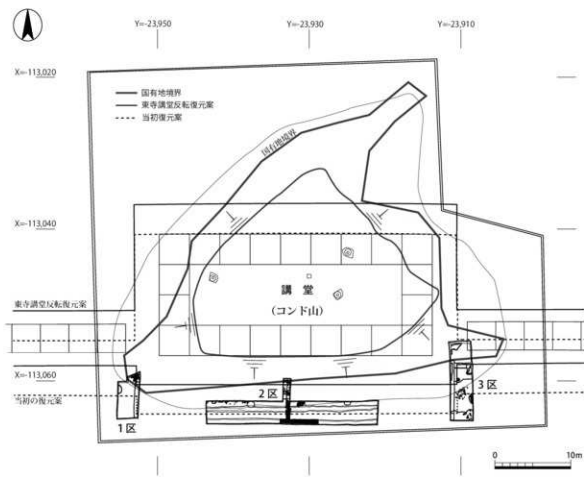 Y=-23,950
Y=-23,930
Y=-23,910
X=-113,020
国有地境界
東寺講堂反転復元案
当初復元案
国有地境界
X=-113,040
講堂
(コンド山)
東寺講堂反転復元案
X=-113,060
当初の復元案
1区
2区
3区
0 10m